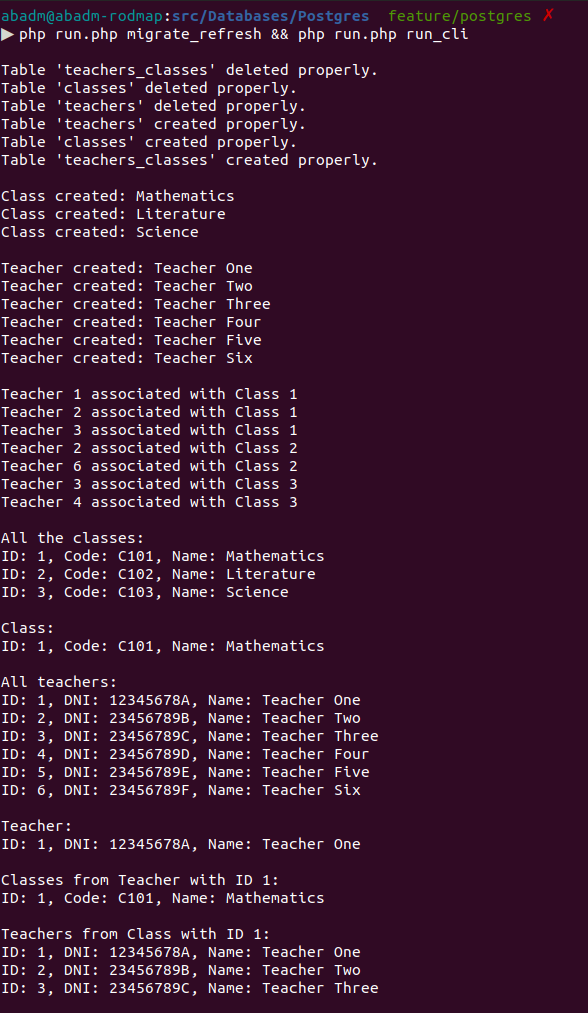 abadm@abadm-rodmap:src/Databases/Postgres  feature/postgres ✗
▶ php run.php migrate_refresh && php run.php run_cli

Table 'teachers_classes' deleted properly.
Table 'classes' deleted properly.
Table 'teachers' deleted properly.
Table 'teachers' created properly.
Table 'classes' created properly.
Table 'teachers_classes' created properly.

Class created: Mathematics
Class created: Literature
Class created: Science

Teacher created: Teacher One
Teacher created: Teacher Two
Teacher created: Teacher Three
Teacher created: Teacher Four
Teacher created: Teacher Five
Teacher created: Teacher Six

Teacher 1 associated with Class 1
Teacher 2 associated with Class 1
Teacher 3 associated with Class 1
Teacher 2 associated with Class 2
Teacher 6 associated with Class 2
Teacher 3 associated with Class 3
Teacher 4 associated with Class 3

All the classes:
ID: 1, Code: C101, Name: Mathematics
ID: 2, Code: C102, Name: Literature
ID: 3, Code: C103, Name: Science

Class:
ID: 1, Code: C101, Name: Mathematics

All teachers:
ID: 1, DNI: 12345678A, Name: Teacher One
ID: 2, DNI: 23456789B, Name: Teacher Two
ID: 3, DNI: 23456789C, Name: Teacher Three
ID: 4, DNI: 23456789D, Name: Teacher Four
ID: 5, DNI: 23456789E, Name: Teacher Five
ID: 6, DNI: 23456789F, Name: Teacher Six

Teacher:
ID: 1, DNI: 12345678A, Name: Teacher One

Classes from Teacher with ID 1:
ID: 1, Code: C101, Name: Mathematics

Teachers from Class with ID 1:
ID: 1, DNI: 12345678A, Name: Teacher One
ID: 2, DNI: 23456789B, Name: Teacher Two
ID: 3, DNI: 23456789C, Name: Teacher Three